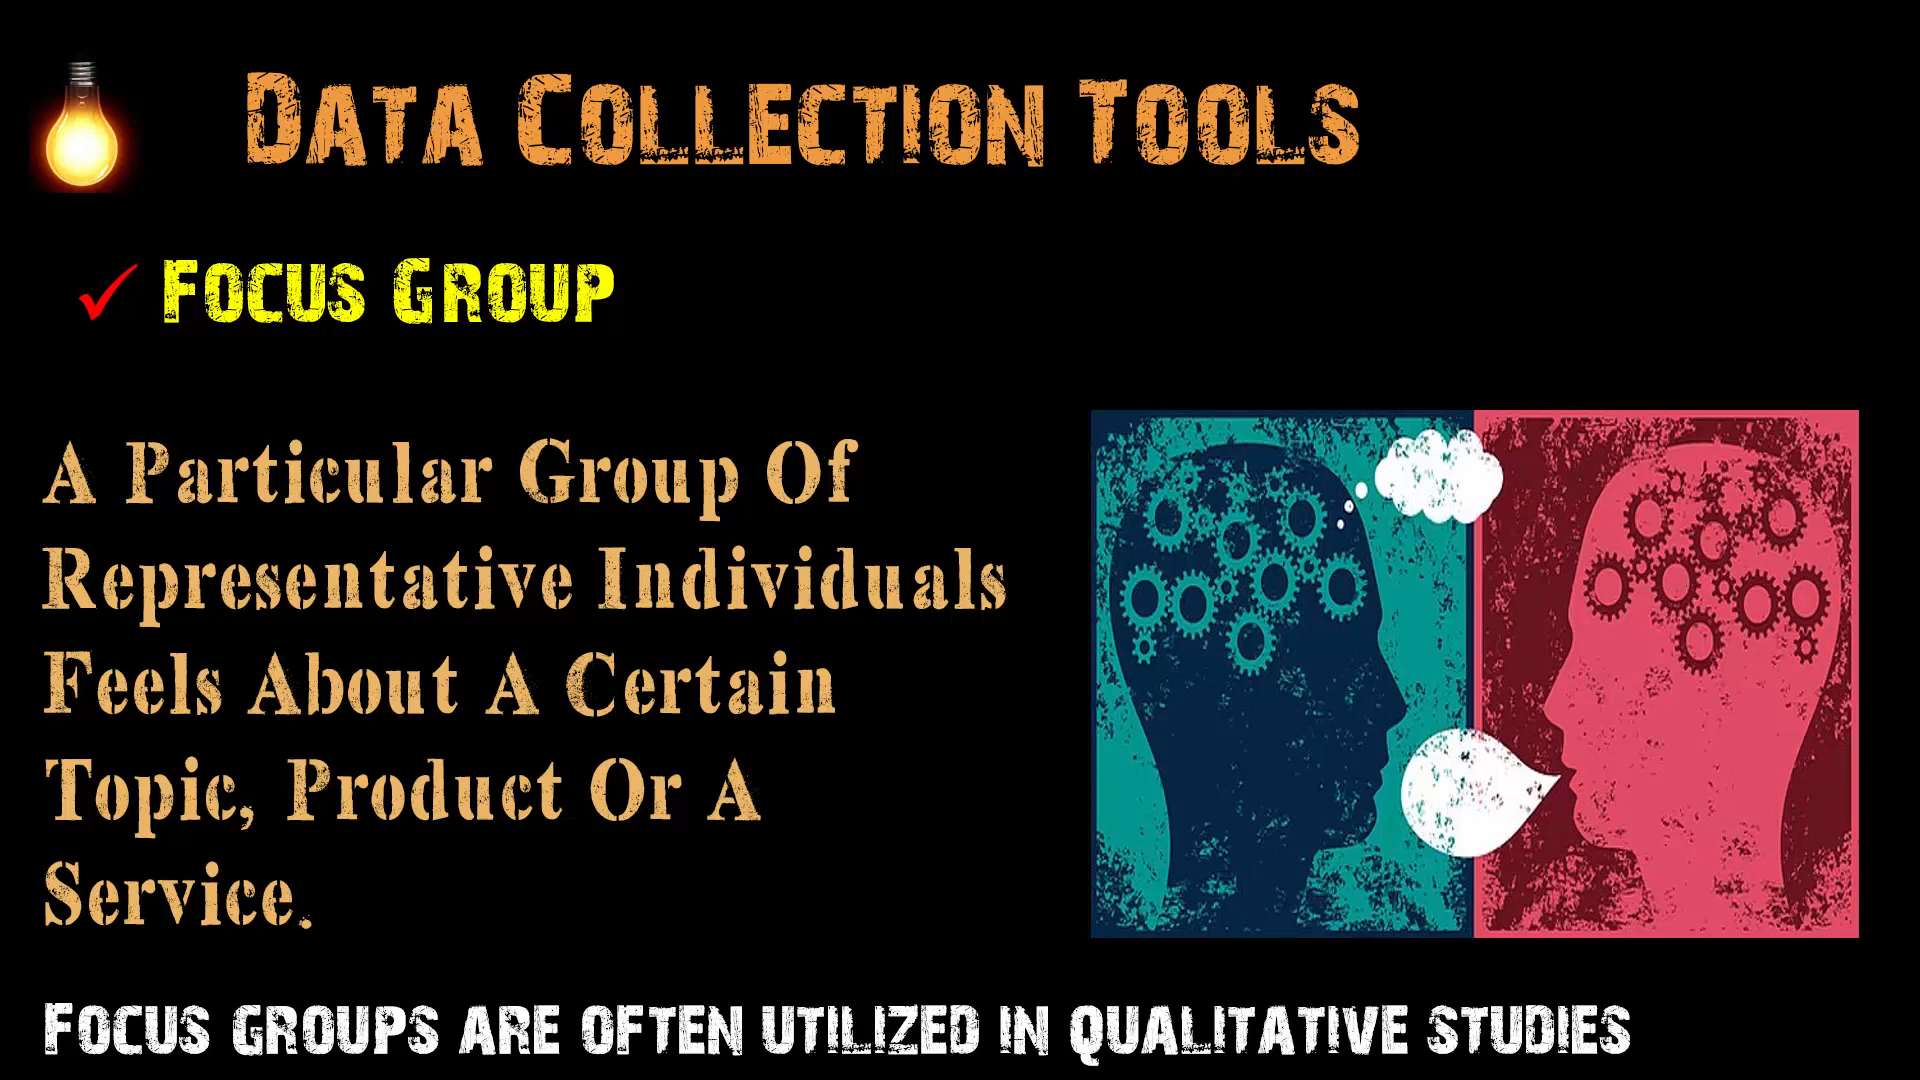 Data Collection Tools
Focus Group
A Particular Group Of
Representative Individuals
Feels About A Certain
Topic, Product Or A
Service.
Focus groups are often utilized in qualitative studies